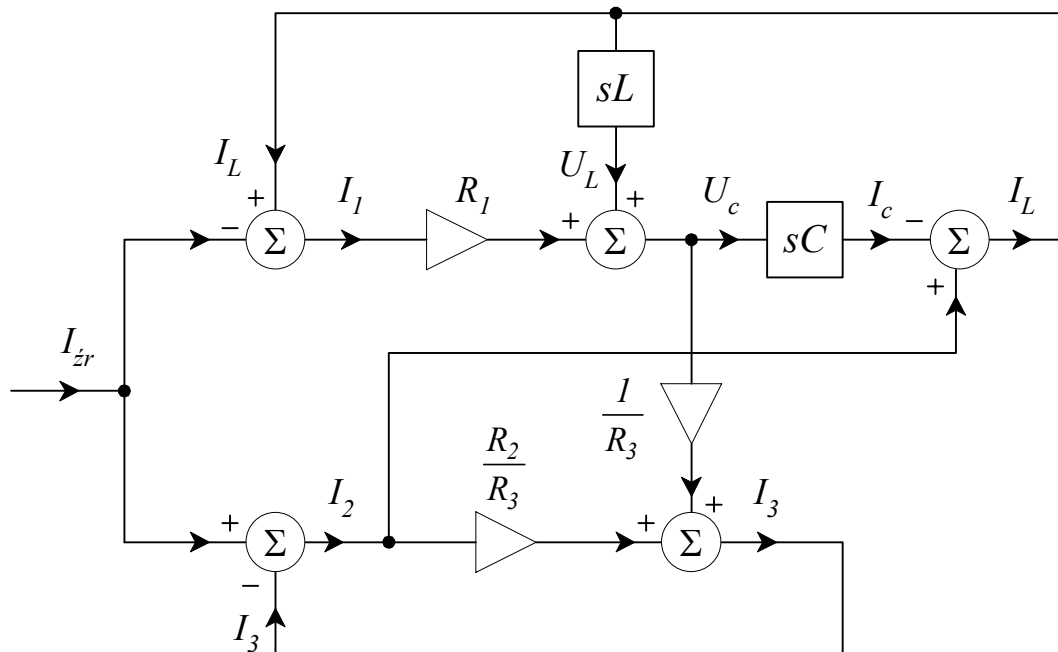 sL
I_L
I_1
R_1
U_L
U_c
I_c
I_L
+
−
Σ
+
+
Σ
sC
−
Σ
+
I_źr
1
R_3
R_2
R_3
I_2
I_3
+
Σ
−
+
+
Σ
I_3